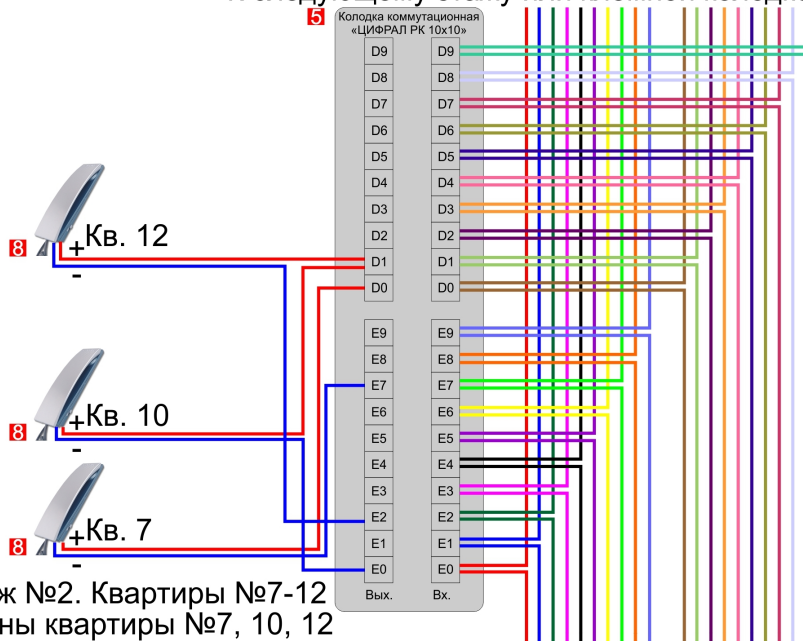 5
Колодка коммутационная
«ЦИФРАЛ РК 10х10»
D9 D9
D8 D8
D7 D7
D6 D6
D5 D5
D4 D4
D3 D3
D2 D2
D1 D1
D0 D0
E9 E9
E8 E8
E7 E7
E6 E6
E5 E5
E4 E4
E3 E3
E2 E2
E1 E1
E0 E0
Вых. Вх.
Кв. 12
8 +
-
Кв. 10
8 +
-
Кв. 7
8 +
-
ж №2. Квартиры №7-12
ны квартиры №7, 10, 12